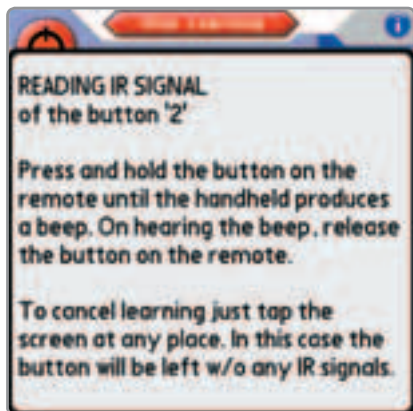 READING IR SIGNAL
of the button '2'
Press and hold the button on the
remote until the handheld produces
a beep. On hearing the beep, release
the button on the remote.
To cancel learning just tap the
screen at any place. In this case the
button will be left w/o any IR signals.